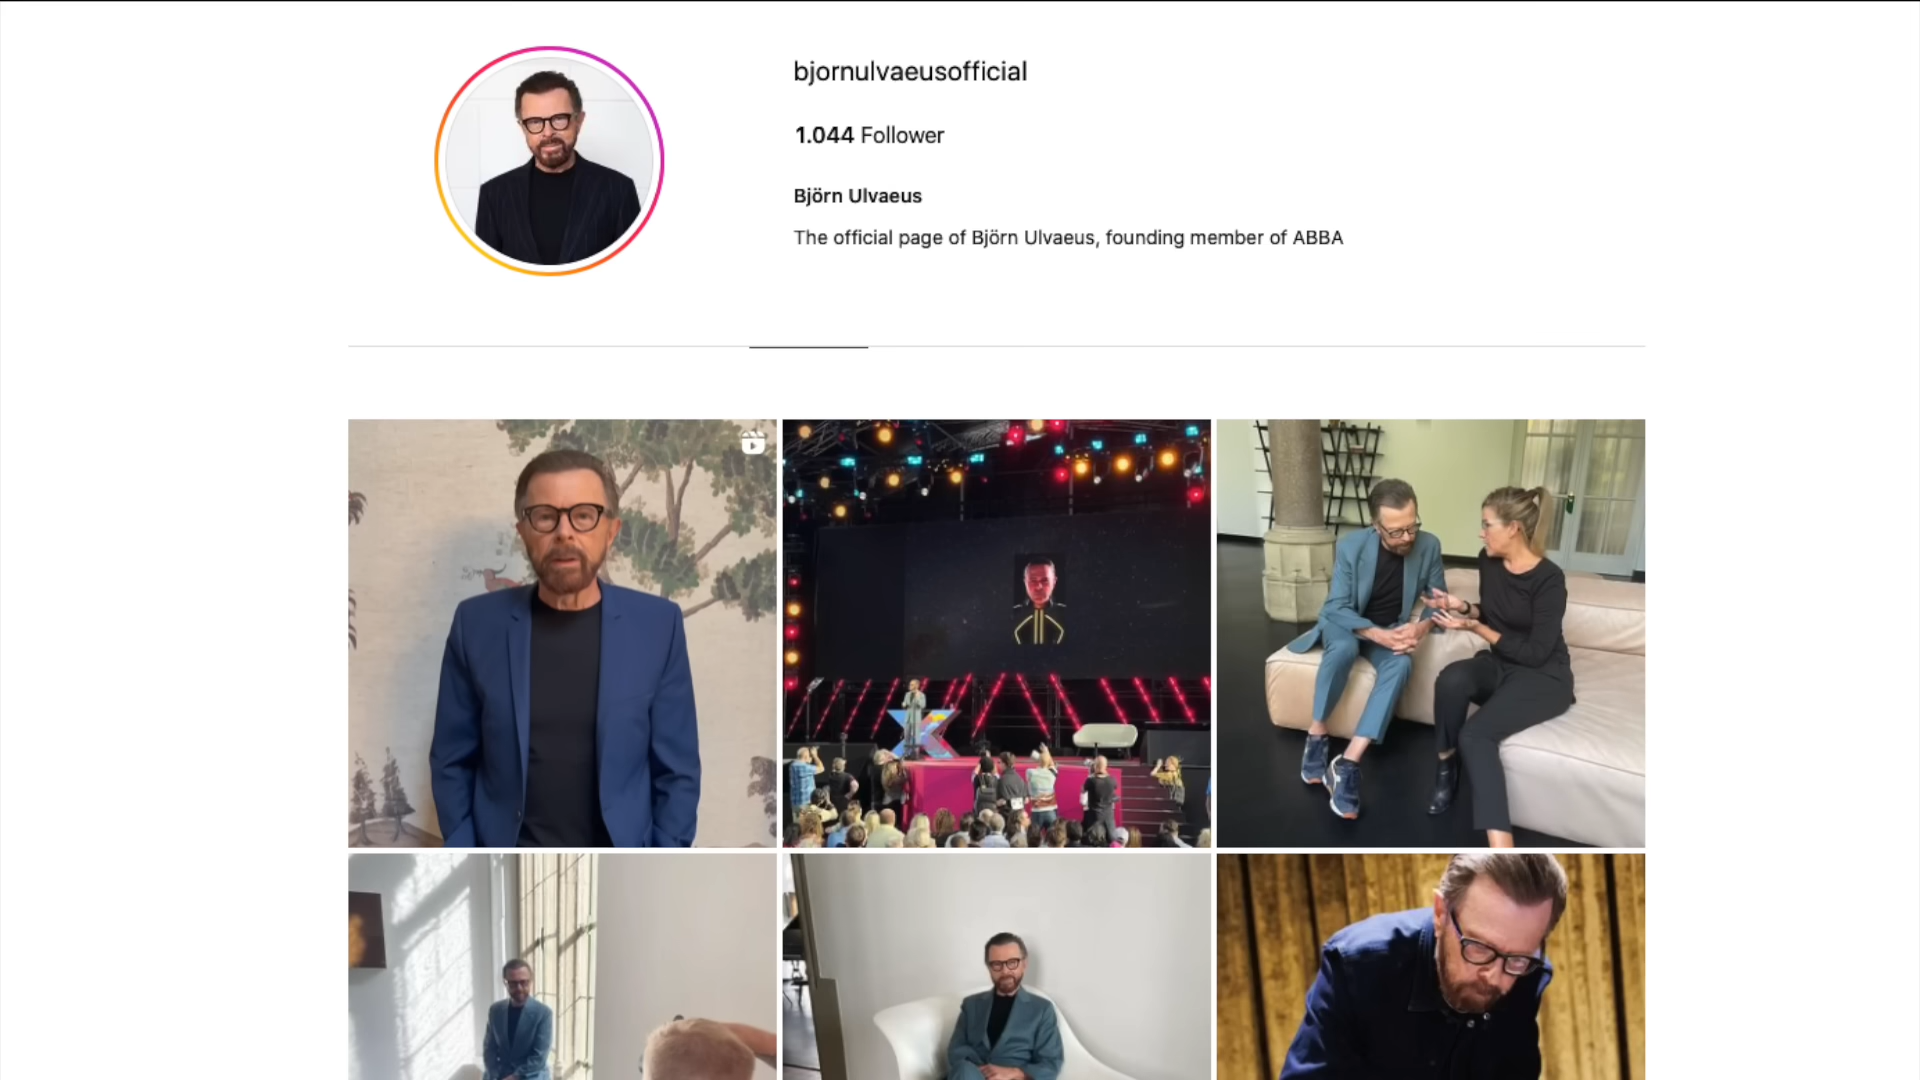 bjornulvaeusofficial
1.044 Follower
Björn Ulvaeus
The official page of Björn Ulvaeus, founding member of ABBA